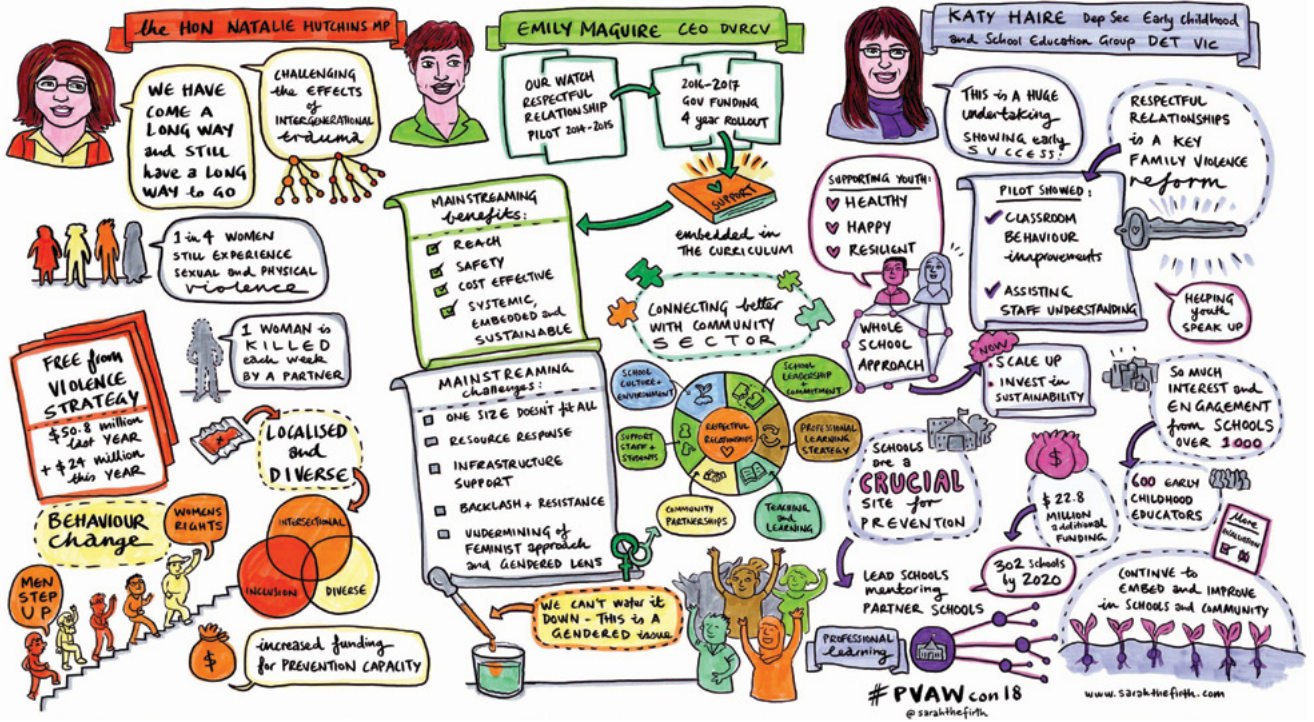 the HON NATALIE HUTCHINS MP
WE HAVE
COME A
LONG WAY
and STILL
have a LONG
WAY to GO
CHALLENGING
the EFFECTS
of
INTERGENERATIONAL
trauma
1 in 4 WOMEN
STILL EXPERIENCE
SEXUAL and PHYSICAL
violence
1 WOMAN is
KILLED
each week
BY A PARTNER
FREE from
VIOLENCE
STRATEGY
$50.8 million
last YEAR
+ $24 million
this YEAR
LOCALISED
and
DIVERSE
BEHAVIOUR
change
WOMENS
RIGHTS
MEN
STEP
UP
INTERSECTIONAL
INCLUSION
DIVERSE
$
increased funding
for PREVENTION CAPACITY
EMILY MAGUIRE CEO DVRCV
OUR WATCH
RESPECTFUL
RELATIONSHIP
PILOT 2014-2015
2016-2017
GOV FUNDING
4 year ROLLOUT
SUPPORT
embedded in
THE CURRICULUM
MAINSTREAMING
benefits:
REACH
SAFETY
COST EFFECTIVE
SYSTEMIC,
EMBEDDED and
SUSTAINABLE
CONNECTING better
WITH COMMUNITY
SECTOR
MAINSTREAMING
challenges:
ONE SIZE DOESN'T fit ALL
RESOURCE RESPONSE
INFRASTRUCTURE
SUPPORT
BACKLASH + RESISTANCE
UNDERMINING of
FEMINIST approach
and GENDERED LENS
SCHOOL
CULTURE +
ENVIRONMENT
SCHOOL
LEADERSHIP
+
COMMITMENT
SUPPORT
STAFF +
STUDENTS
RESPECTFUL
RELATIONSHIPS
PROFESSIONAL
LEARNING
STRATEGY
COMMUNITY
PARTNERSHIPS
TEACHING
and
LEARNING
WE CAN'T water it
DOWN - THIS IS A
GENDERED issue
KATY HAIRE Dep Sec Early childhood
and School Education Group DET VIC
THIS is A HUGE
undertaking
SHOWING early
SUCCESS!
RESPECTFUL
RELATIONSHIPS
is A KEY
FAMILY VIOLENCE
reform
SUPPORTING YOUTH:
HEALTHY
HAPPY
RESILIENT
PILOT SHOWED:
CLASSROOM
BEHAVIOUR
improvements
ASSISTING
STAFF UNDERSTANDING
HELPING
youth
SPEAK UP
WHOLE
SCHOOL
APPROACH
NOW
SCALE UP
INVEST in
SUSTAINABILITY
SO MUCH
INTEREST and
ENGAGEMENT
from SCHOOLS
OVER 1000
SCHOOLS
are a
CRUCIAL
SITE for
PREVENTION
$
$22.8
MILLION
additional
FUNDING
600 EARLY
CHILDHOOD
EDUCATORS
More
EVALUATION
302 Schools
by 2020
LEAD SCHOOLS
mentoring
PARTNER SCHOOLS
PROFESSIONAL
learning
CONTINUE to
EMBED and IMPROVE
in SCHOOLS and COMMUNITY
#PVAWcon18
@sarahthefirth
www.sarahthefirth.com